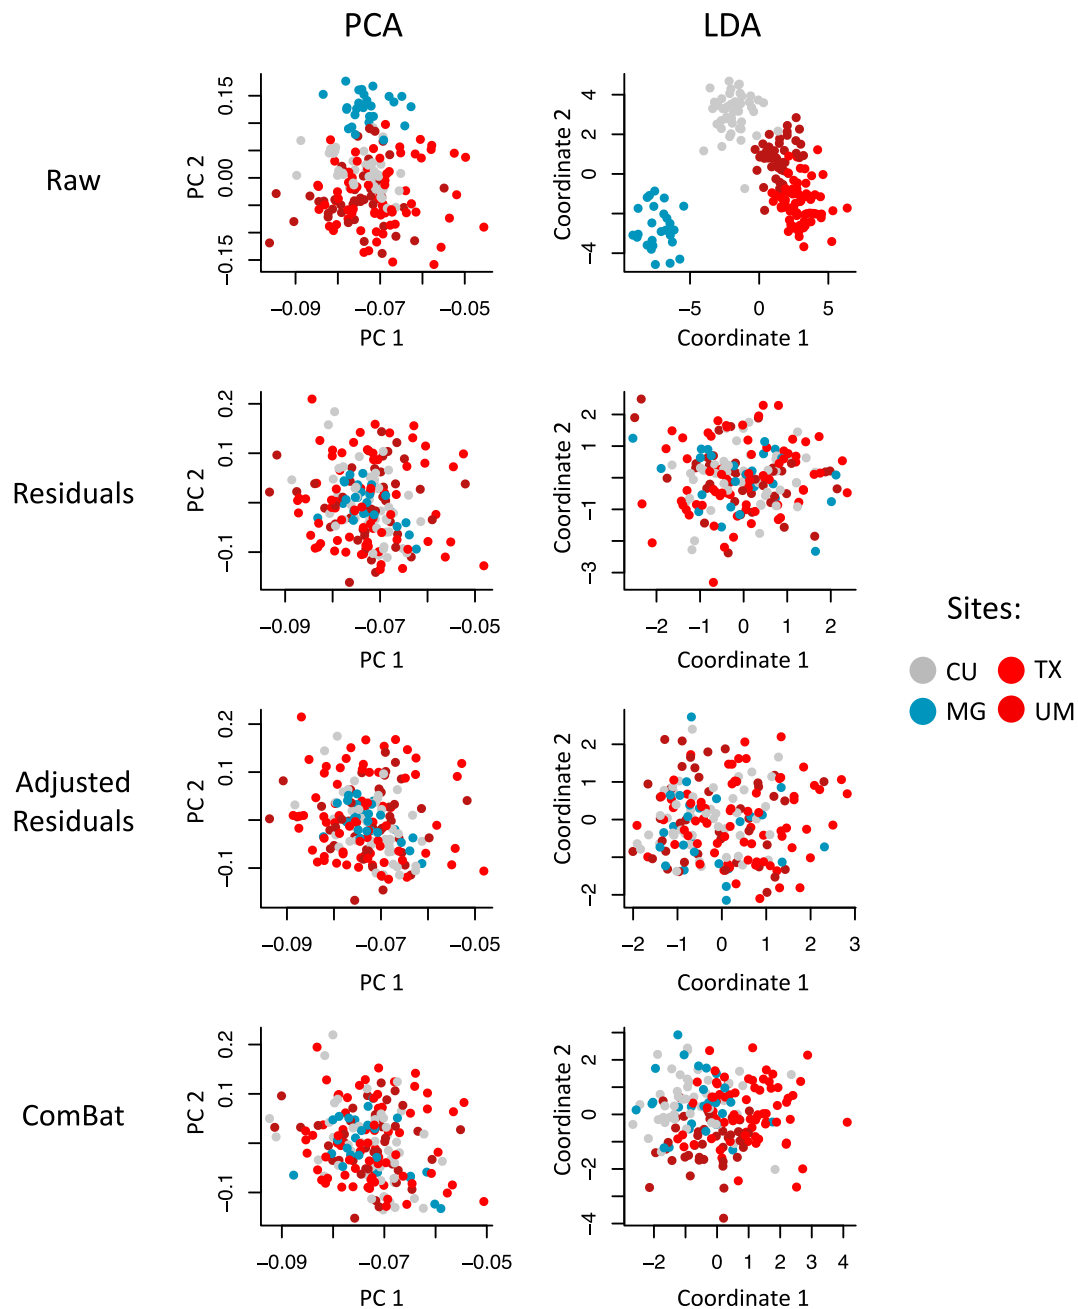 PCA LDA
Raw
PC 2
0.15
0.00
−0.15
−0.09 −0.07 −0.05
PC 1
Coordinate 2
4
2
0
−4
−5 0 5
Coordinate 1
Residuals
PC 2
0.2
0.1
−0.1
−0.09 −0.07 −0.05
PC 1
Coordinate 2
2
1
−1
−3
−2 −1 0 1 2
Coordinate 1
Sites:
CU TX
MG UM
Adjusted
Residuals
PC 2
0.2
0.1
−0.1
−0.09 −0.07 −0.05
PC 1
Coordinate 2
2
1
0
−2
−2 −1 0 1 2 3
Coordinate 1
ComBat
PC 2
0.2
0.1
−0.1
−0.09 −0.07 −0.05
PC 1
Coordinate 2
2
0
−2
−4
−2 0 1 2 3 4
Coordinate 1